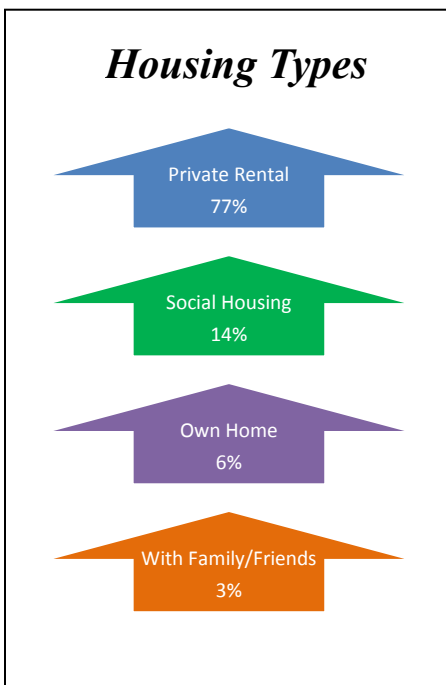 Housing Types
Private Rental
77%
Social Housing
14%
Own Home
6%
With Family/Friends
3%